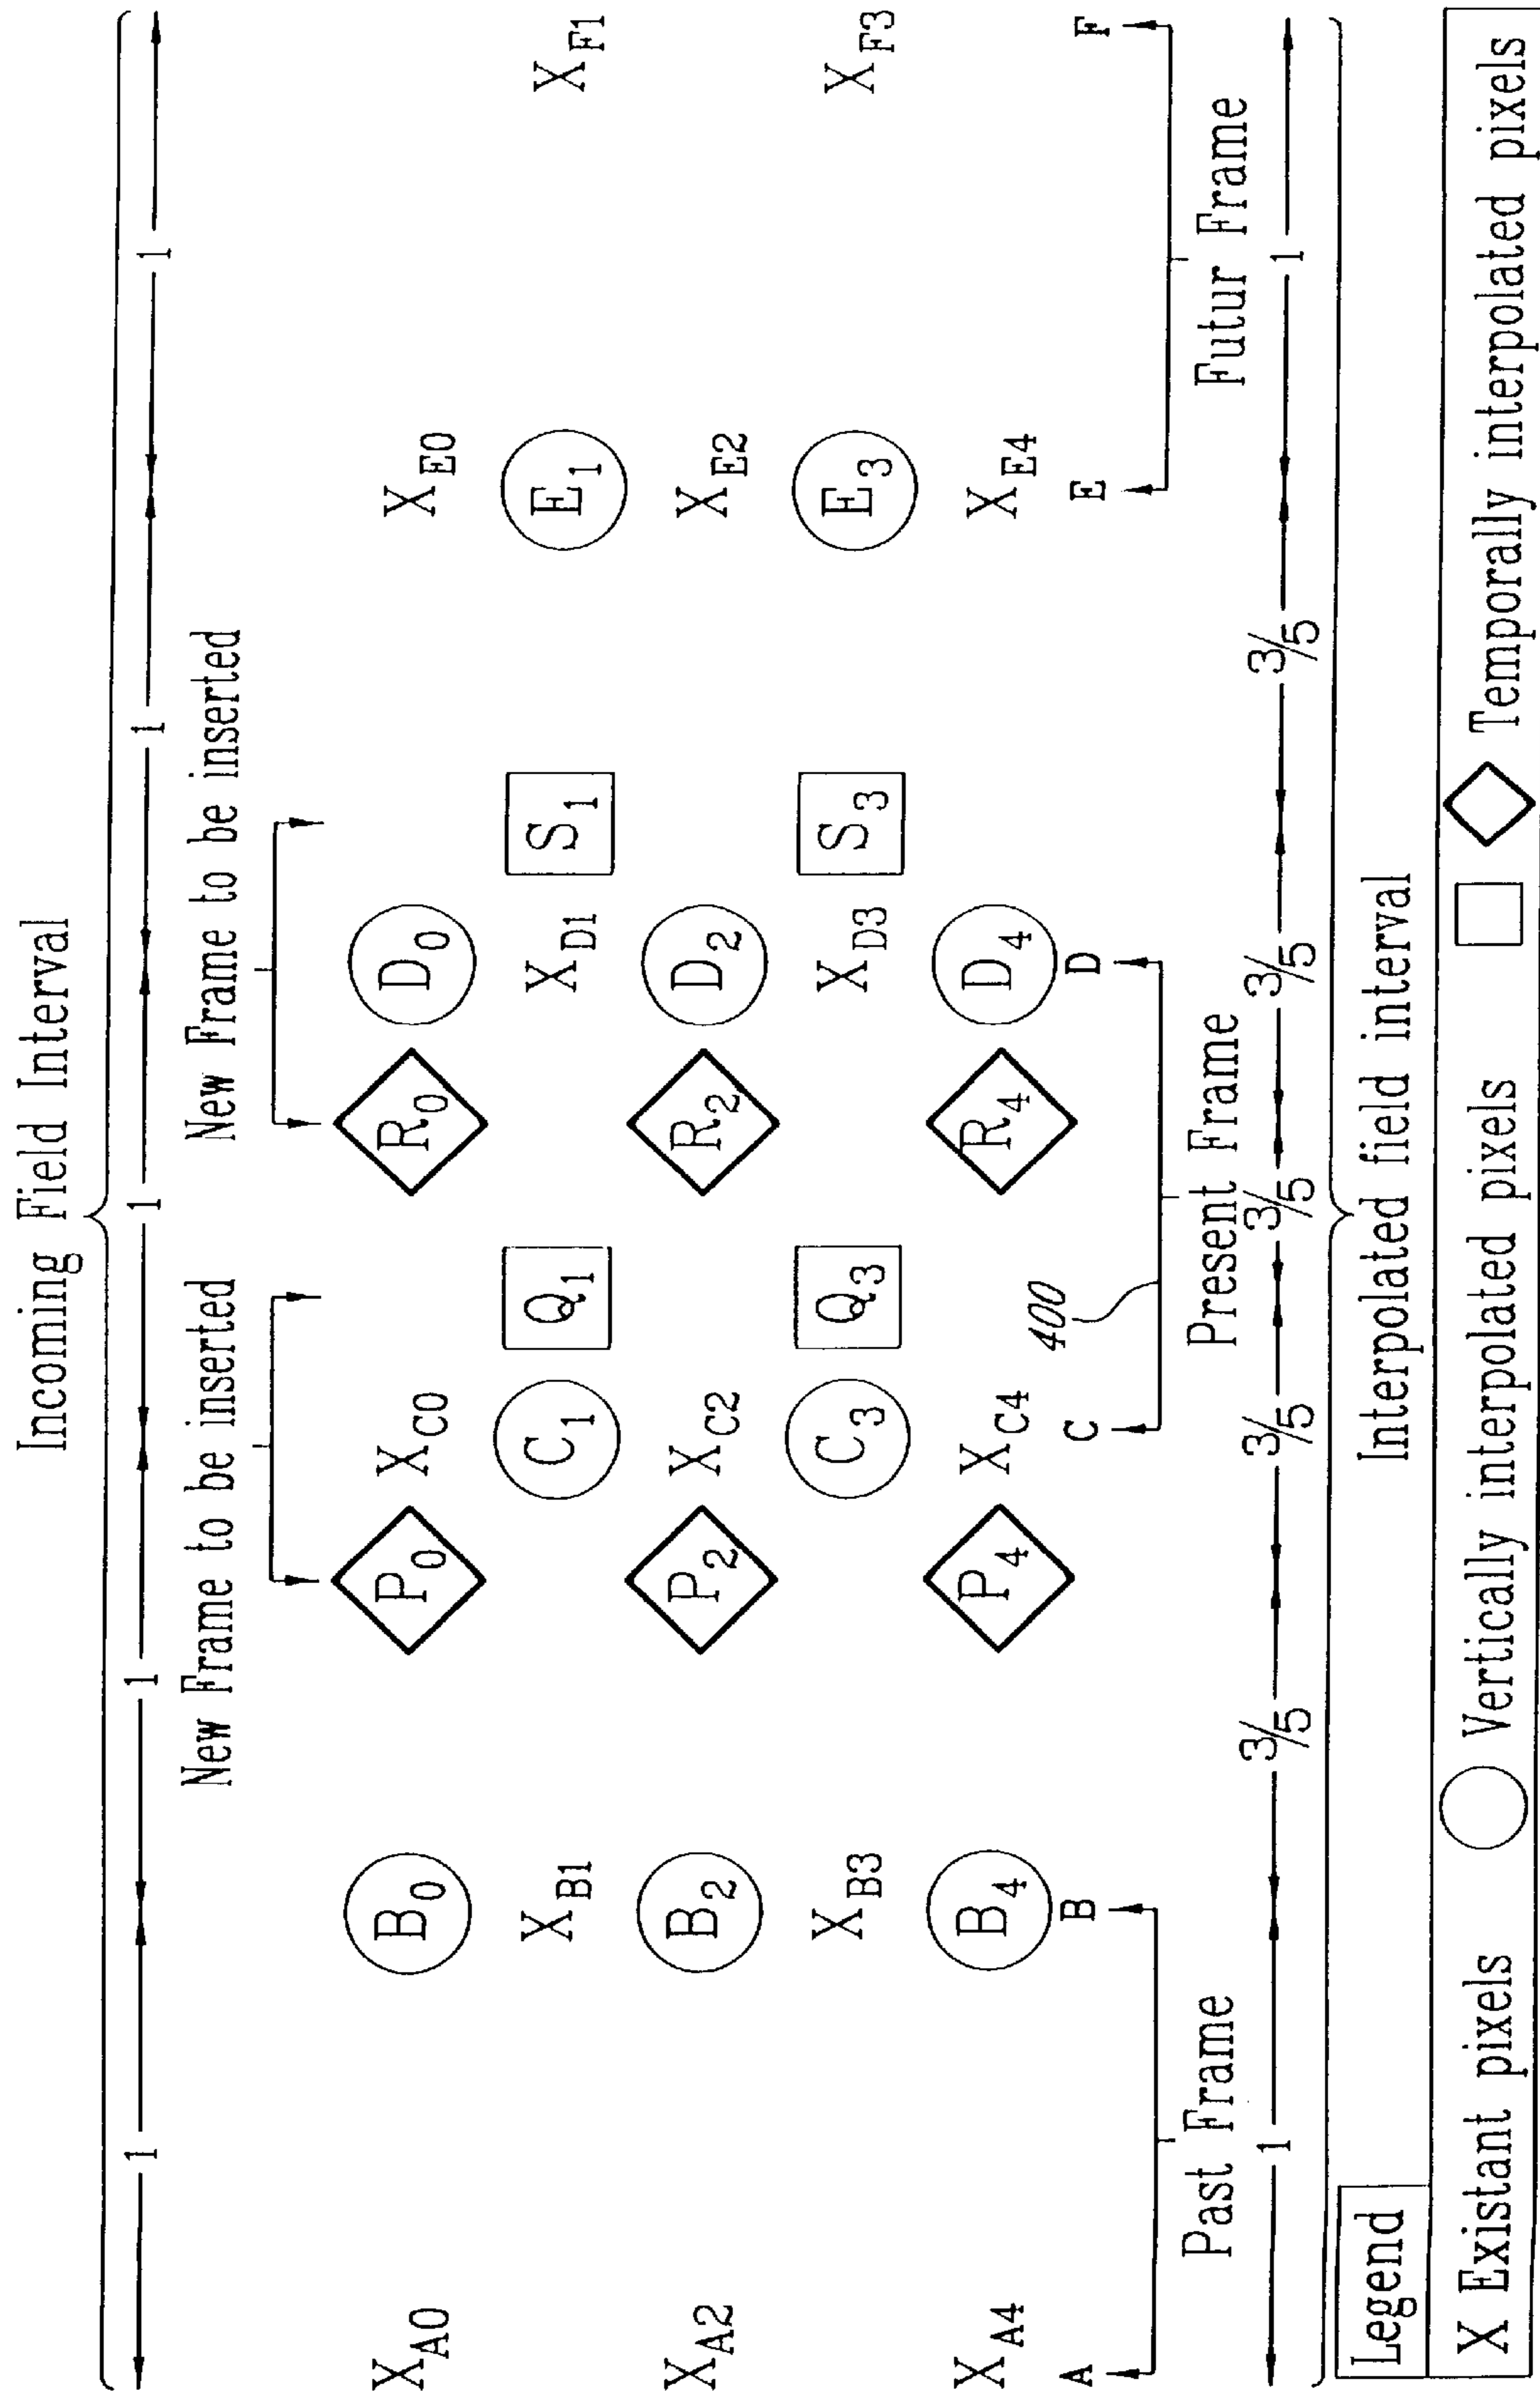 Incoming Field Interval
1 1 1 1 1
New Frame to be inserted New Frame to be inserted
X_A0 B_0 P_0 X_C0 R_0 D_0 X_E0
X_B1 C_1 Q_1 X_D1 S_1 E_1 X_F1
X_A2 B_2 P_2 X_C2 R_2 D_2 X_E2
X_B3 C_3 Q_3 X_D3 S_3 E_3 X_F3
X_A4 B_4 P_4 X_C4 R_4 D_4 X_E4
400
A B C D E F
Past Frame Present Frame Futur Frame
1 3/5 3/5 3/5 3/5 3/5 1
Interpolated field interval
Legend
X Existant pixels Vertically interpolated pixels Temporally interpolated pixels